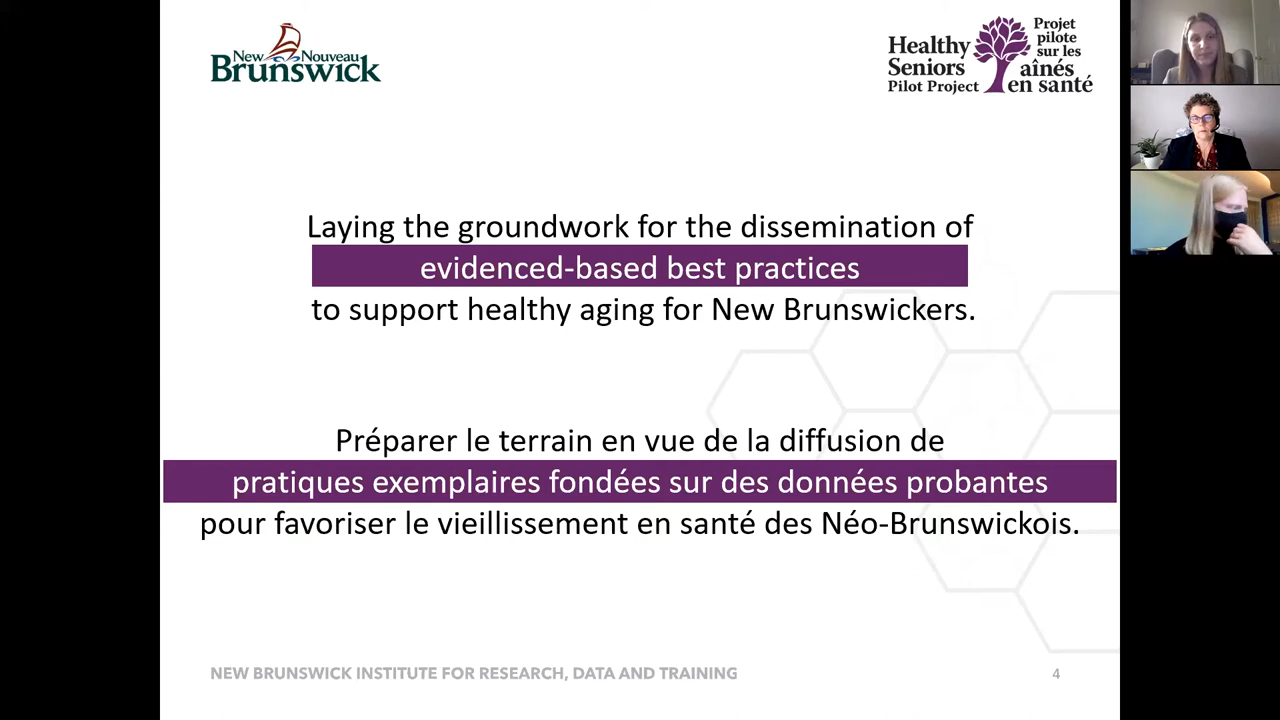 New Nouveau
Brunswick
Healthy
Seniors
Pilot Project
Projet
pilote
sur les
aînés
en santé
Laying the groundwork for the dissemination of
evidenced-based best practices
to support healthy aging for New Brunswickers.
Préparer le terrain en vue de la diffusion de
pratiques exemplaires fondées sur des données probantes
pour favoriser le vieillissement en santé des Néo-Brunswickois.
NEW BRUNSWICK INSTITUTE FOR RESEARCH, DATA AND TRAINING
4